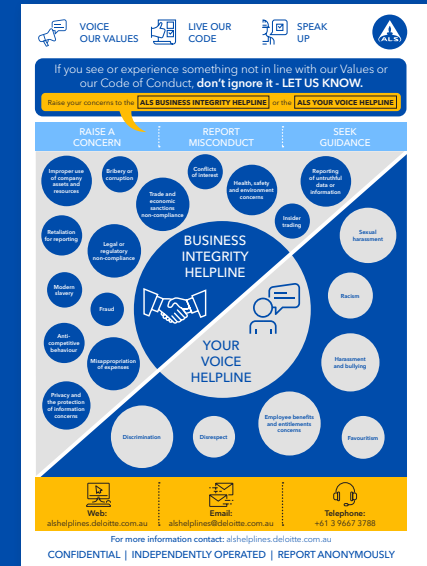 VOICE
OUR VALUES
LIVE OUR
CODE
SPEAK
UP
ALS
If you see or experience something not in line with our Values or
our Code of Conduct, don't ignore it - LET US KNOW.
Raise your concerns to the ALS BUSINESS INTEGRITY HELPLINE or the ALS YOUR VOICE HELPLINE
RAISE A
CONCERN
REPORT
MISCONDUCT
SEEK
GUIDANCE
Improper use
of company
assets and
resources
Bribery or
corruption
Trade and
economic
sanctions
non-compliance
Conflicts
of interest
Health, safety
and environment
concerns
Reporting
of untruthful
data or
information
Insider
trading
Retaliation
for reporting
Legal or
regulatory
non-compliance
Modern
slavery
Fraud
Anti-
competitive
behaviour
Misappropriation
of expenses
Privacy and
the protection
of information
concerns
BUSINESS
INTEGRITY
HELPLINE
YOUR
VOICE
HELPLINE
Sexual
harassment
Racism
Harassment
and bullying
Employee benefits
and entitlements
concerns
Favouritism
Disrespect
Discrimination
Web:
alshelplines.deloitte.com.au
Email:
alshelplines@deloitte.com.au
Telephone:
+61 3 9667 3788
For more information contact: alshelplines.deloitte.com.au
CONFIDENTIAL | INDEPENDENTLY OPERATED | REPORT ANONYMOUSLY